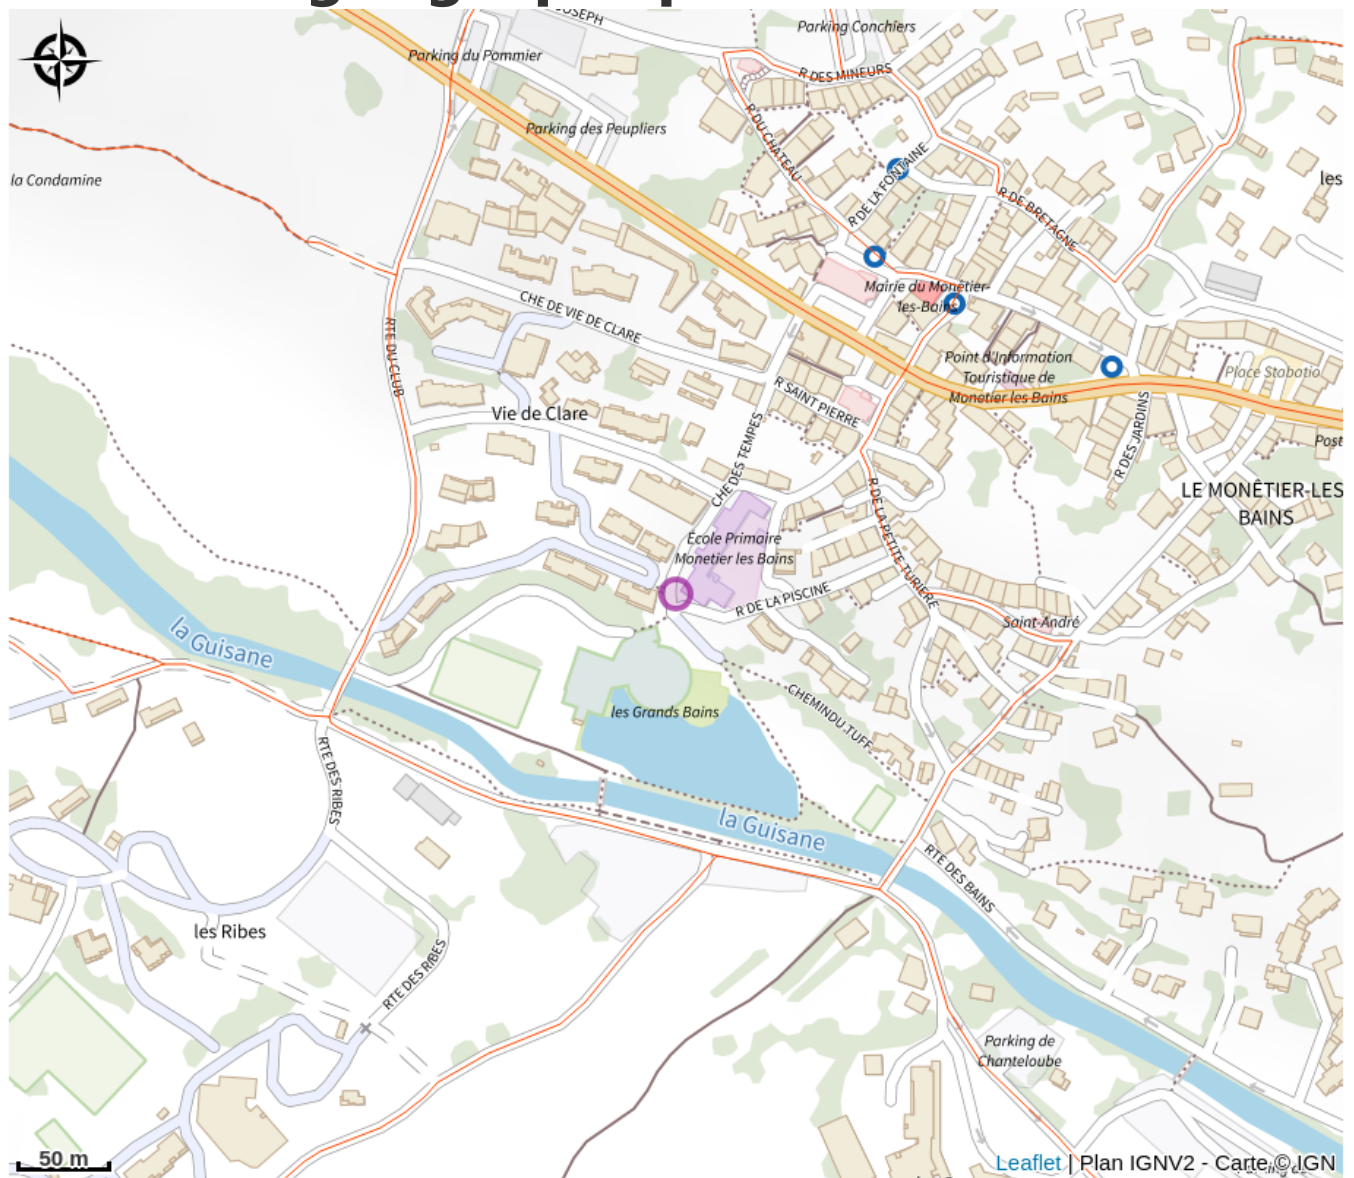 JOSEPH
Parking Conchiers
Parking du Pommier
R DES MINEURS
Parking des Peupliers
R DU CHATEAU
R DE LA FONTAINE
la Condamine
les
R DE BRETAGNE
Mairie du Monêtier-
les-Bains
CHE DE VIE DE CLARE
RTE DU CLUB
Point d'Information
Touristique de
Monetier les Bains
Place Stabatio
R SAINT PIERRE
Vie de Clare
CHE DES TEMPES
R DES JARDINS
Post
LE MONÊTIER-LES
BAINS
R DE LA PETITE TURIÈRE
École Primaire
Monetier les Bains
R DE LA PISCINE
Saint-André
la Guisane
les Grands Bains
CHEMIN DU TUFF
RTE DES RIBES
la Guisane
RTE DES BAINS
les Ribes
RTE DES RIBES
Parking de
Chanteloube
50 m
Leaflet | Plan IGNV2 - Carte © IGN